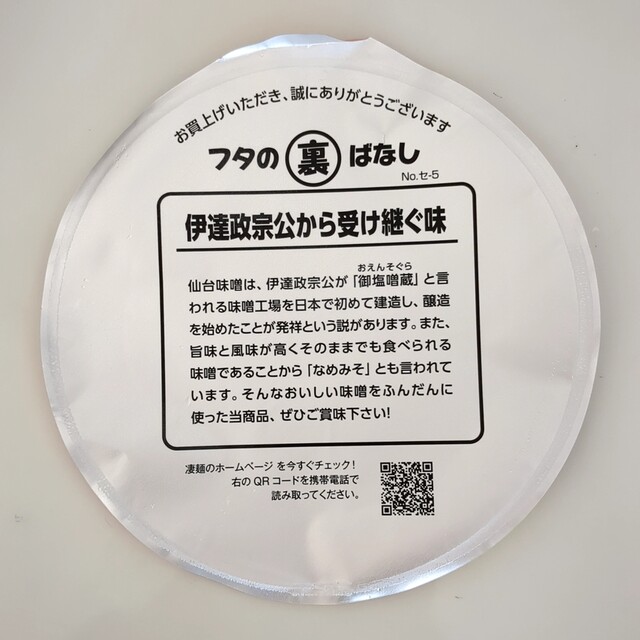 お買上げいただき、誠にありがとうございます
フタの裏ばなし
No.セ-5
伊達政宗公から受け継ぐ味
おえんそぐら
仙台味噌は、伊達政宗公が「御塩噌蔵」と言
われる味噌工場を日本で初めて建造し、醸造
を始めたことが発祥という説があります。また、
旨味と風味が高くそのままでも食べられる
味噌であることから「なめみそ」とも言われて
います。そんなおいしい味噌をふんだんに
使った当商品、ぜひご賞味下さい!
凄麺のホームページを今すぐチェック!
右のQRコードを携帯電話で
読み取ってください。